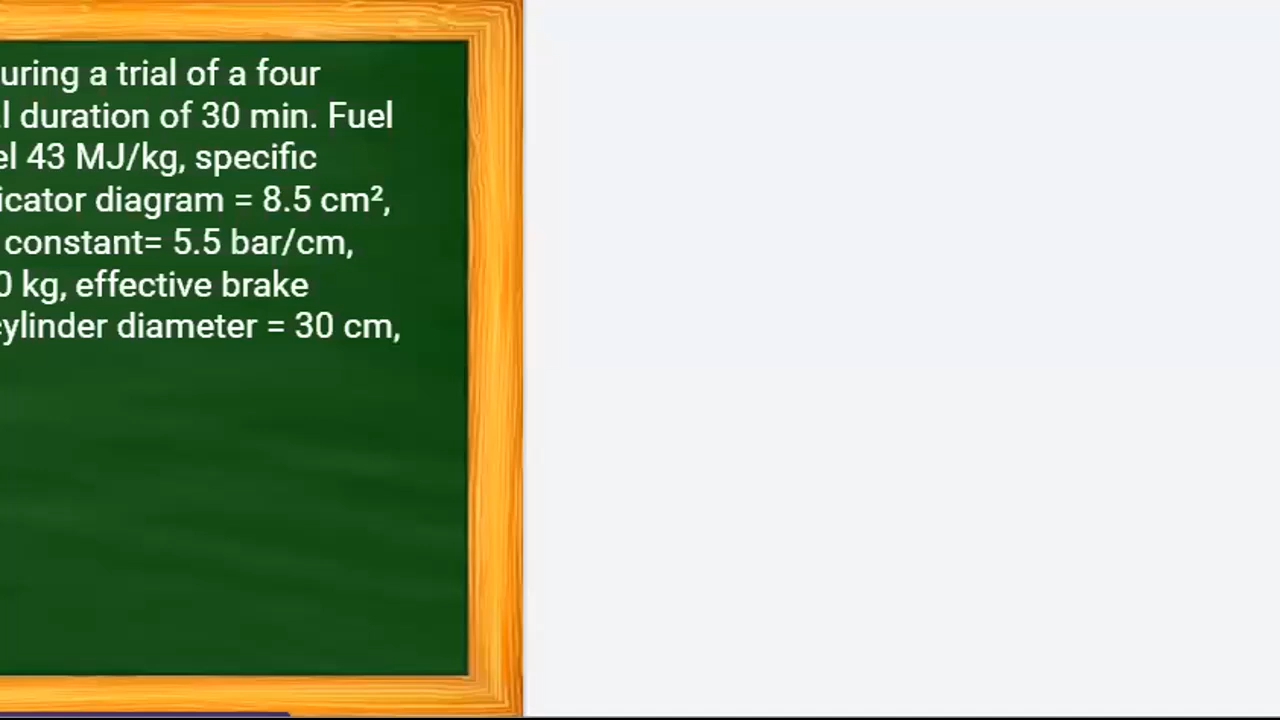 uring a trial of a four
l duration of 30 min. Fuel
el 43 MJ/kg, specific
icator diagram = 8.5 cm²,
constant= 5.5 bar/cm,
0 kg, effective brake
cylinder diameter = 30 cm,